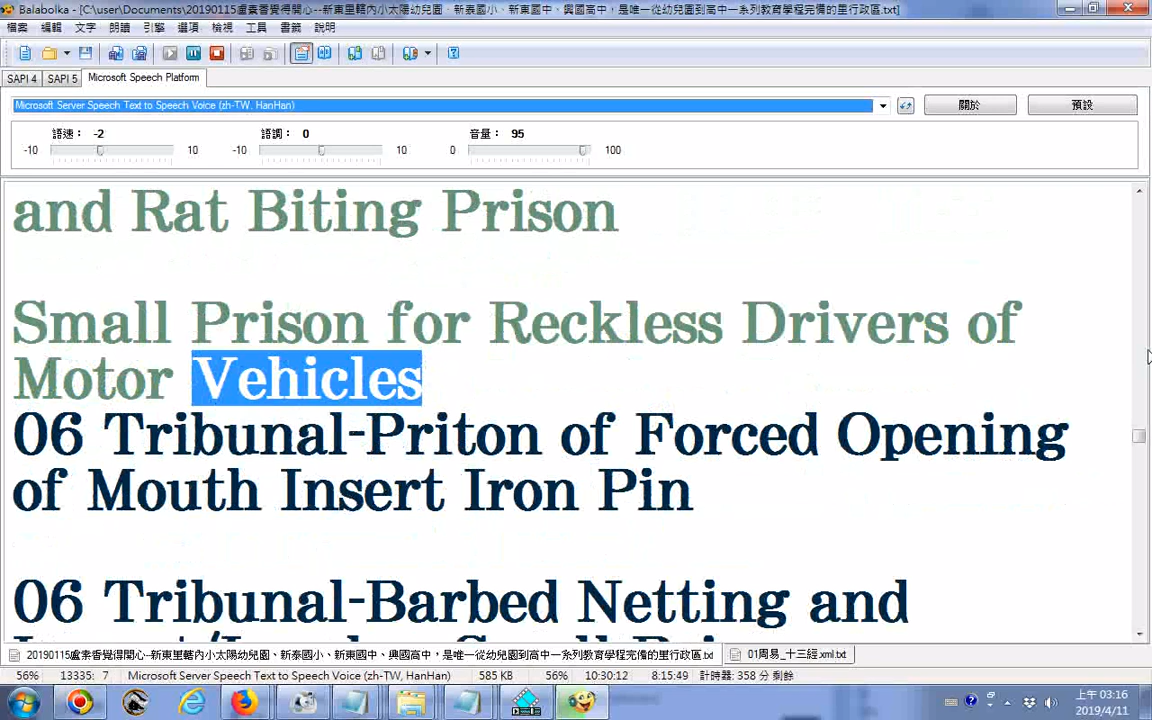 Balabolka - [C:\user\Documents\20190115盧素香覺得開心--新東里轄內小太陽幼兒園、新泰國小、新東國中、興國高中，是唯一從幼兒園到高中一系列教育學程完備的里行政區.txt]
檔案 編輯 文字 朗讀 引擎 選項 檢視 工具 書籤 說明
SAPI 4 SAPI 5 Microsoft Speech Platform
Microsoft Server Speech Text to Speech Voice (zh-TW, HanHan) 關於 預設
語速： -2 語調： 0 音量： 95
-10 10 -10 10 0 100
and Rat Biting Prison
Small Prison for Reckless Drivers of
Motor Vehicles
06 Tribunal-Priton of Forced Opening
of Mouth Insert Iron Pin
06 Tribunal-Barbed Netting and
20190115盧素香覺得開心--新東里轄內小太陽幼兒園、新泰國小、新東國中、興國高中，是唯一從幼兒園到高中一系列教育學程完備的里行政區.txt 01周易_十三經.xml.txt
56% 13335: 7 Microsoft Server Speech Text to Speech Voice (zh-TW, HanHan) 585 KB 56% 10:30:12 8:15:49 計時器: 358 分 剩餘
上午 03:16
2019/4/11